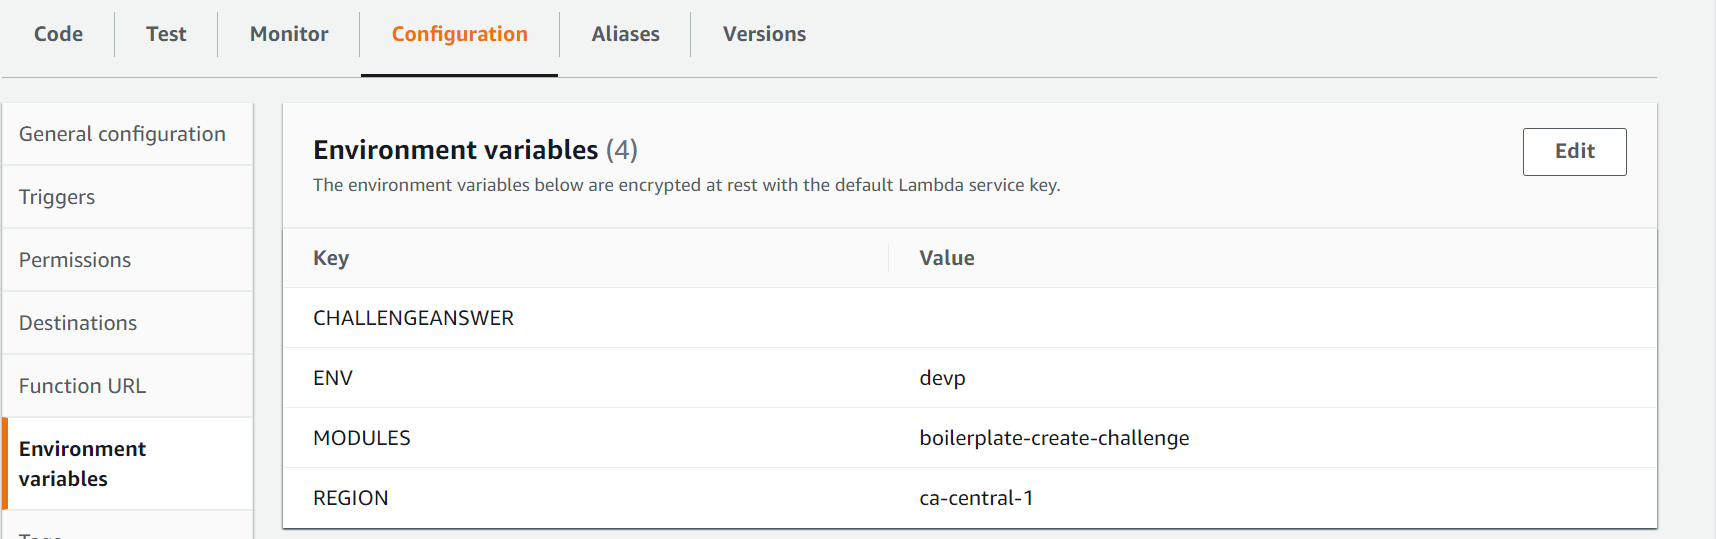 Code Test Monitor Configuration Aliases Versions
General configuration
Triggers
Permissions
Destinations
Function URL
Environment
variables
Tags
Environment variables (4)
Edit
The environment variables below are encrypted at rest with the default Lambda service key.
Key Value
CHALLENGEANSWER
ENV devp
MODULES boilerplate-create-challenge
REGION ca-central-1